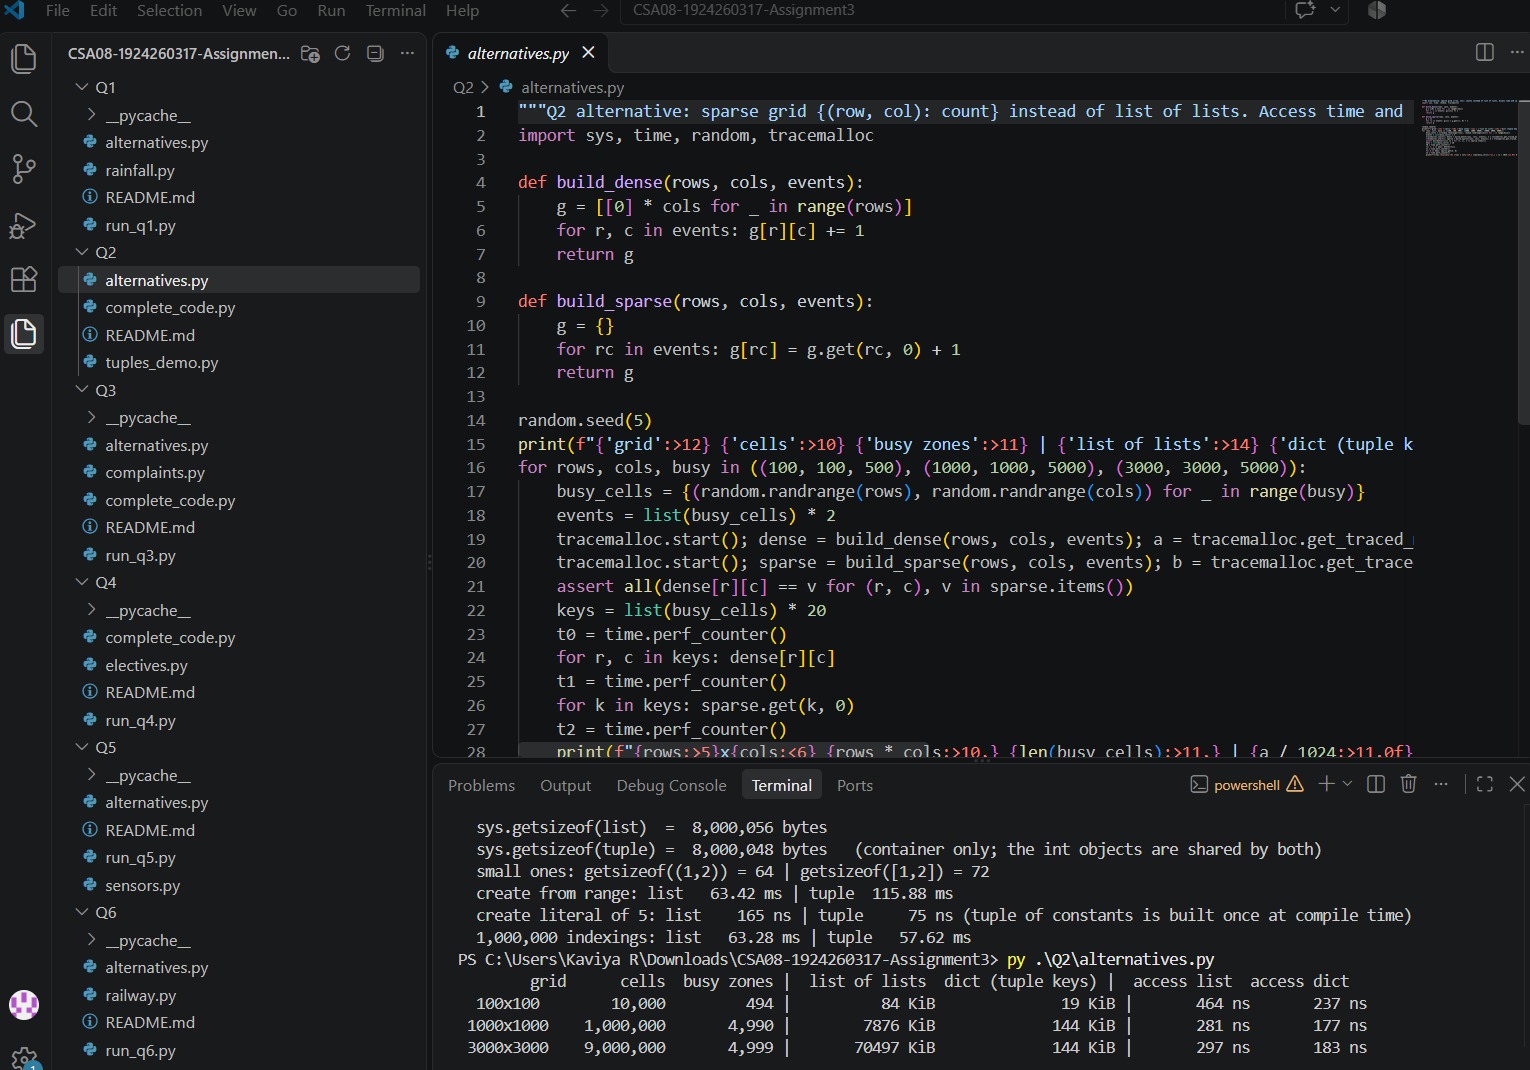 File Edit Selection View Go Run Terminal Help
CSA08-1924260317-Assignment3
CSA08-1924260317-Assignmen...
Q1
__pycache__
alternatives.py
rainfall.py
README.md
run_q1.py
Q2
alternatives.py
complete_code.py
README.md
tuples_demo.py
Q3
__pycache__
alternatives.py
complaints.py
complete_code.py
README.md
run_q3.py
Q4
__pycache__
complete_code.py
electives.py
README.md
run_q4.py
Q5
__pycache__
alternatives.py
README.md
run_q5.py
sensors.py
Q6
__pycache__
alternatives.py
railway.py
README.md
run_q6.py
1
alternatives.py
Q2 > alternatives.py
1 """Q2 alternative: sparse grid {(row, col): count} instead of list of lists. Access time and
2 import sys, time, random, tracemalloc
3
4 def build_dense(rows, cols, events):
5 g = [[0] * cols for _ in range(rows)]
6 for r, c in events: g[r][c] += 1
7 return g
8
9 def build_sparse(rows, cols, events):
10 g = {}
11 for rc in events: g[rc] = g.get(rc, 0) + 1
12 return g
13
14 random.seed(5)
15 print(f"{'grid':>12} {'cells':>10} {'busy zones':>11} | {'list of lists':>14} {'dict (tuple k
16 for rows, cols, busy in ((100, 100, 500), (1000, 1000, 5000), (3000, 3000, 5000)):
17 busy_cells = {(random.randrange(rows), random.randrange(cols)) for _ in range(busy)}
18 events = list(busy_cells) * 2
19 tracemalloc.start(); dense = build_dense(rows, cols, events); a = tracemalloc.get_traced_
20 tracemalloc.start(); sparse = build_sparse(rows, cols, events); b = tracemalloc.get_trace
21 assert all(dense[r][c] == v for (r, c), v in sparse.items())
22 keys = list(busy_cells) * 20
23 t0 = time.perf_counter()
24 for r, c in keys: dense[r][c]
25 t1 = time.perf_counter()
26 for k in keys: sparse.get(k, 0)
27 t2 = time.perf_counter()
28 print(f"{rows:>5}x{cols:<6} {rows * cols:>10,} {len(busy_cells):>11,} | {a / 1024:>11.0f}
Problems Output Debug Console Terminal Ports
powershell
sys.getsizeof(list) = 8,000,056 bytes
sys.getsizeof(tuple) = 8,000,048 bytes (container only; the int objects are shared by both)
small ones: getsizeof((1,2)) = 64 | getsizeof([1,2]) = 72
create from range: list 63.42 ms | tuple 115.88 ms
create literal of 5: list 165 ns | tuple 75 ns (tuple of constants is built once at compile time)
1,000,000 indexings: list 63.28 ms | tuple 57.62 ms
PS C:\Users\Kaviya R\Downloads\CSA08-1924260317-Assignment3> py .\Q2\alternatives.py
grid cells busy zones | list of lists dict (tuple keys) | access list access dict
100x100 10,000 494 | 84 KiB 19 KiB | 464 ns 237 ns
1000x1000 1,000,000 4,990 | 7876 KiB 144 KiB | 281 ns 177 ns
3000x3000 9,000,000 4,999 | 70497 KiB 144 KiB | 297 ns 183 ns